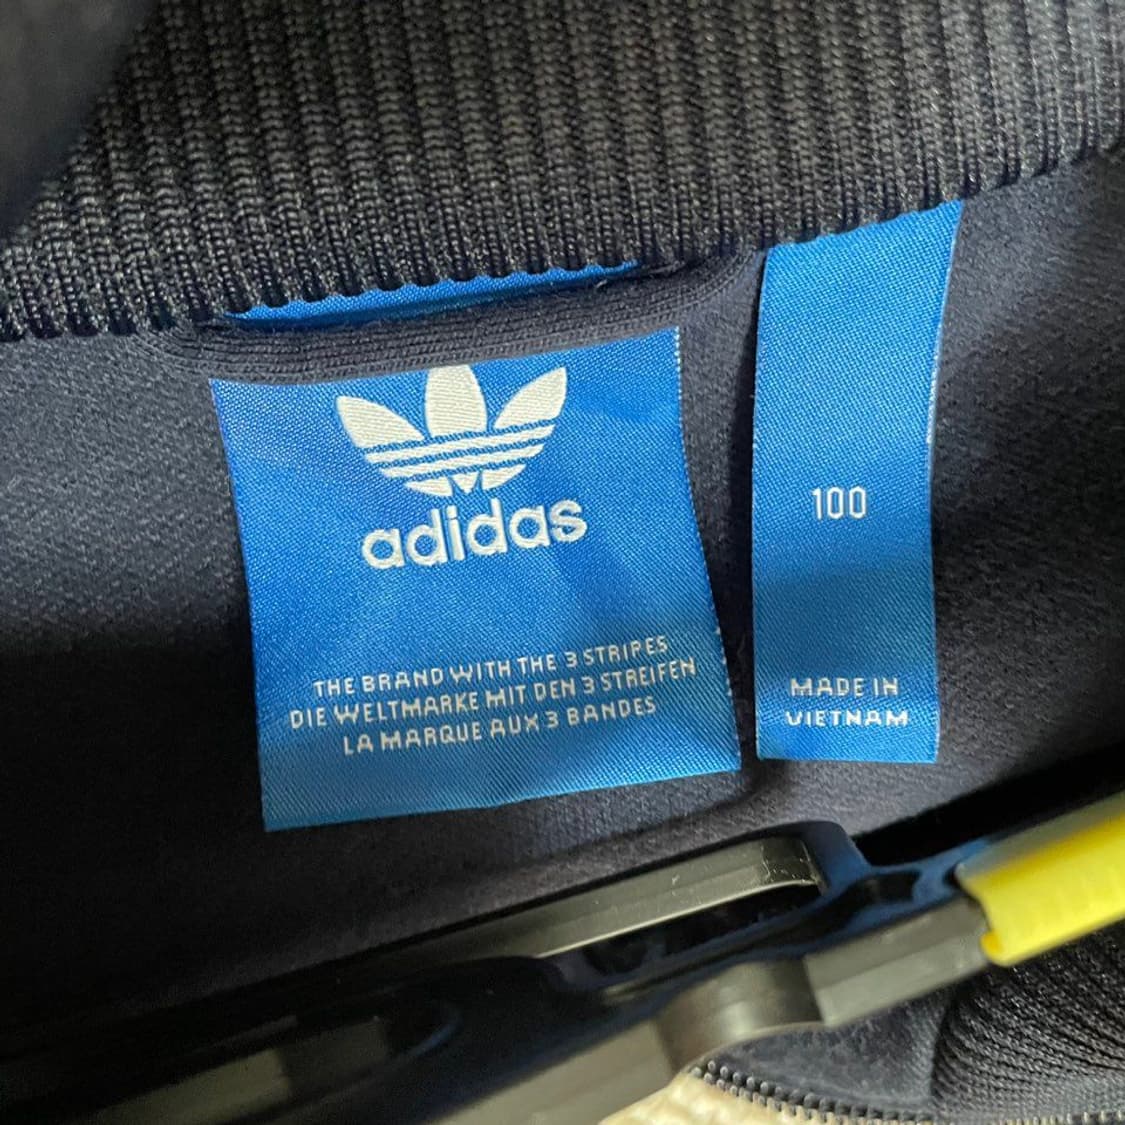 adidas
THE BRAND WITH THE 3 STRIPES
DIE WELTMARKE MIT DEN 3 STREIFEN
LA MARQUE AUX 3 BANDES
100
MADE IN
VIETNAM